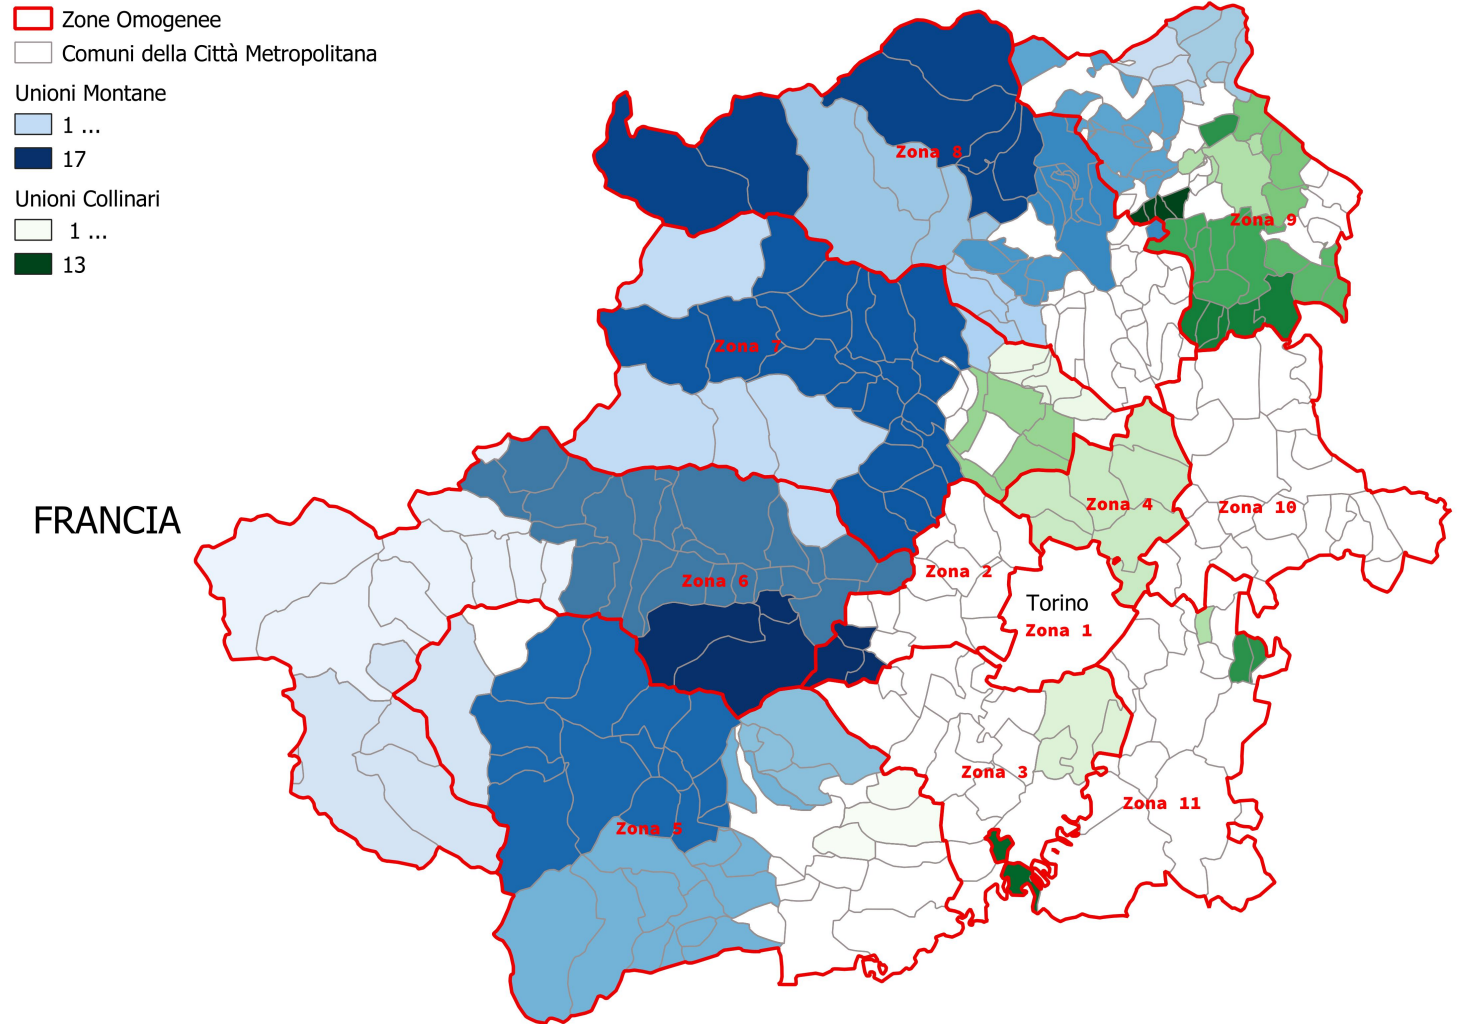 Zone Omogenee
Comuni della Città Metropolitana
Unioni Montane
1 ...
17
Unioni Collinari
1 ...
13
Zona 8
Zona 9
Zona 7
FRANCIA
Zona 4
Zona 10
Zona 2
Zona 6
Torino
Zona 1
Zona 3
Zona 11
Zona 5